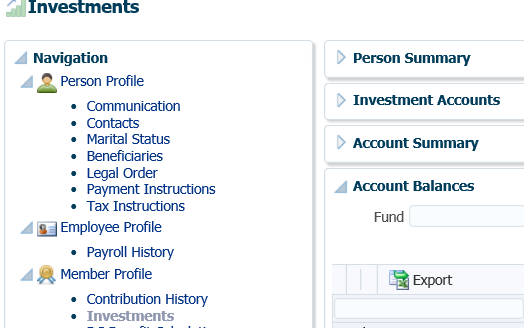 Investments
Navigation
Person Profile
Communication
Contacts
Marital Status
Beneficiaries
Legal Order
Payment Instructions
Tax Instructions
Employee Profile
Payroll History
Member Profile
Contribution History
Investments
Person Summary
Investment Accounts
Account Summary
Account Balances
Fund
Export